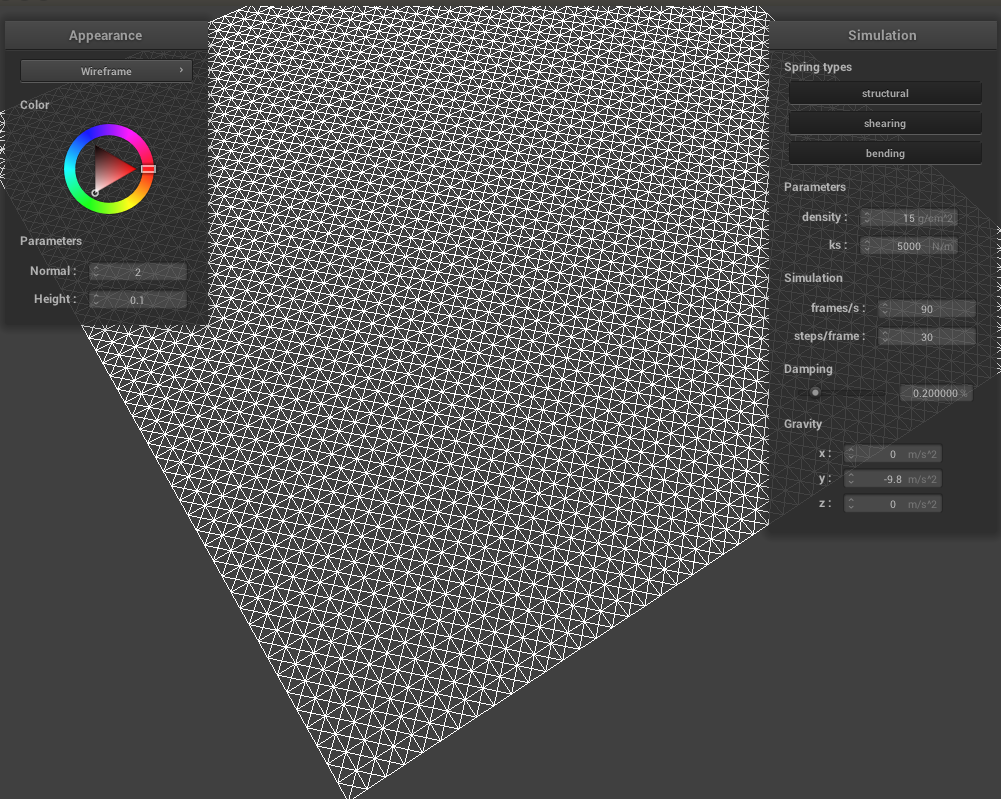 Appearance
Wireframe
Color
Parameters
Normal : 2
Height : 0.1
Simulation
Spring types
structural
shearing
bending
Parameters
density : 15 g/cm^2
ks : 5000 N/m
Simulation
frames/s : 90
steps/frame : 30
Damping
0.200000 %
Gravity
x : 0 m/s^2
y : -9.8 m/s^2
z : 0 m/s^2